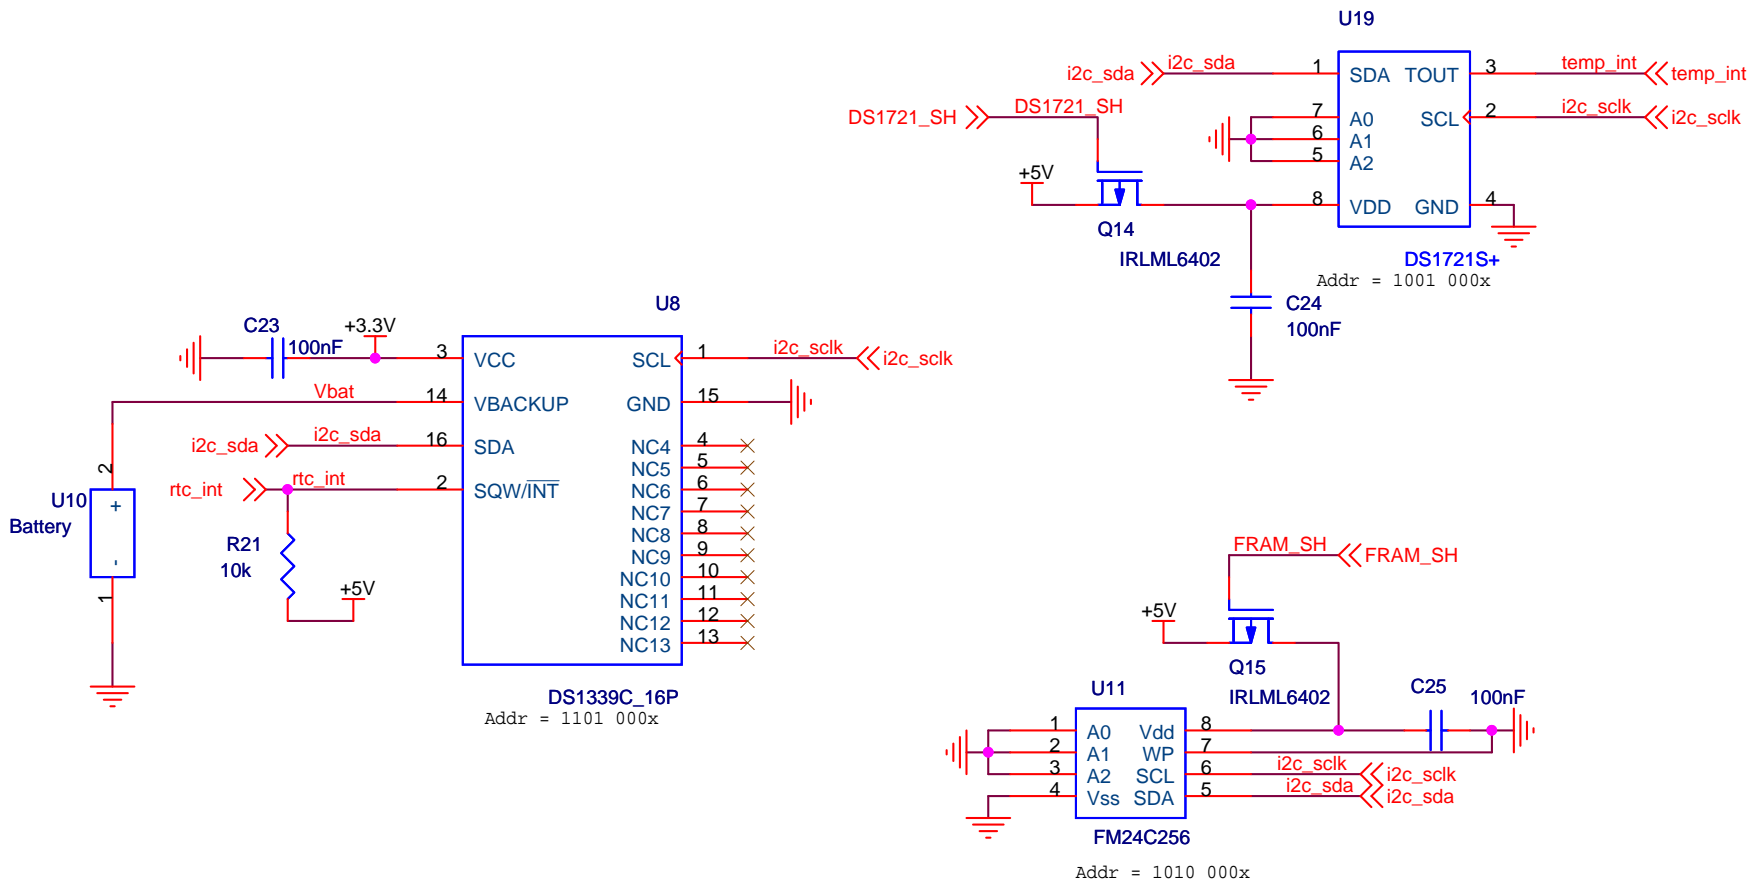 U19
i2c_sda
i2c_sda
1
SDA
TOUT
3
temp_int
temp_int
DS1721_SH
DS1721_SH
7
A0
SCL
2
i2c_sclk
i2c_sclk
6
A1
5
A2
+5V
8
VDD
GND
4
Q14
IRLML6402
DS1721S+
Addr = 1001 000x
C24
100nF
U8
C23
100nF
+3.3V
3
VCC
SCL
1
i2c_sclk
i2c_sclk
Vbat
14
VBACKUP
GND
15
i2c_sda
i2c_sda
16
SDA
NC4
4
NC5
5
rtc_int
rtc_int
2
SQW/INT
NC6
6
NC7
7
NC8
8
NC9
9
NC10
10
NC11
11
NC12
12
NC13
13
2
U10
Battery
+
-
1
R21
10k
+5V
DS1339C_16P
Addr = 1101 000x
FRAM_SH
FRAM_SH
+5V
Q15
IRLML6402
C25
100nF
U11
1
A0
Vdd
8
2
A1
WP
7
3
A2
SCL
6
i2c_sclk
i2c_sclk
4
Vss
SDA
5
i2c_sda
i2c_sda
FM24C256
Addr = 1010 000x